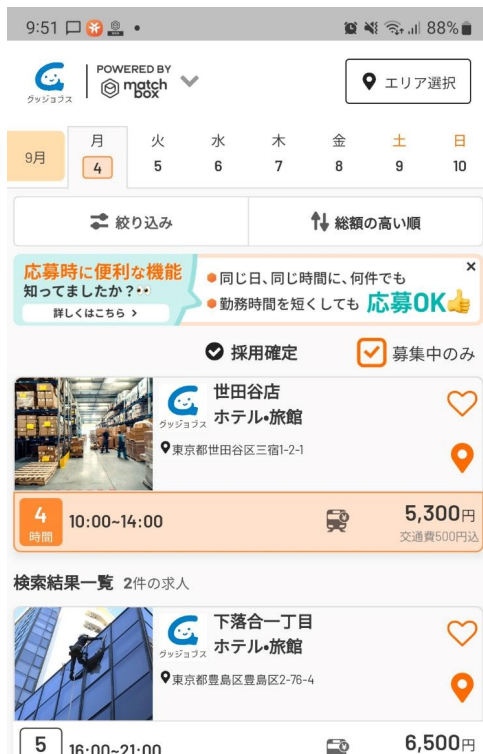 9:51
88%
グッジョブス
POWERED BY
matchbox
エリア選択
9月
月 火 水 木 金 土 日
4 5 6 7 8 9 10
絞り込み
総額の高い順
応募時に便利な機能
知ってましたか？
詳しくはこちら >
同じ日、同じ時間に、何件でも
勤務時間を短くしても 応募OK
×
採用確定
募集中のみ
グッジョブス
世田谷店
ホテル・旅館
東京都世田谷区三宿1-2-1
4
時間
10:00~14:00
5,300円
交通費500円込
検索結果一覧 2件の求人
グッジョブス
下落合一丁目
ホテル・旅館
東京都豊島区豊島区2-76-4
5
16:00~21:00
6,500円